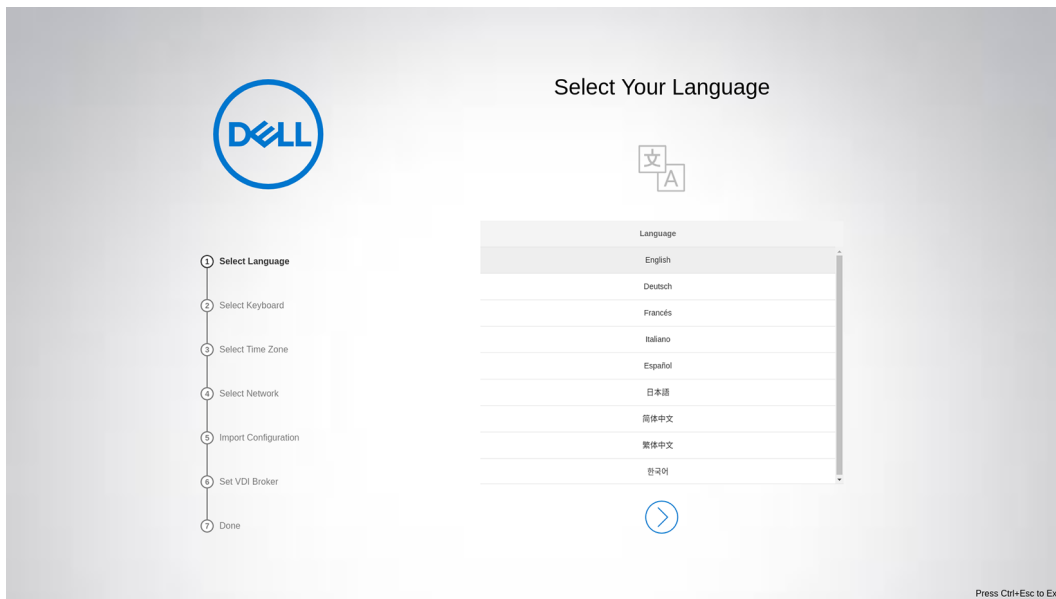 DELL
Select Your Language
文
A
Language
English
Deutsch
Francés
Italiano
Español
日本語
简体中文
繁体中文
한국어
1 Select Language
2 Select Keyboard
3 Select Time Zone
4 Select Network
5 Import Configuration
6 Set VDI Broker
7 Done
Press Ctrl+Esc to Ex